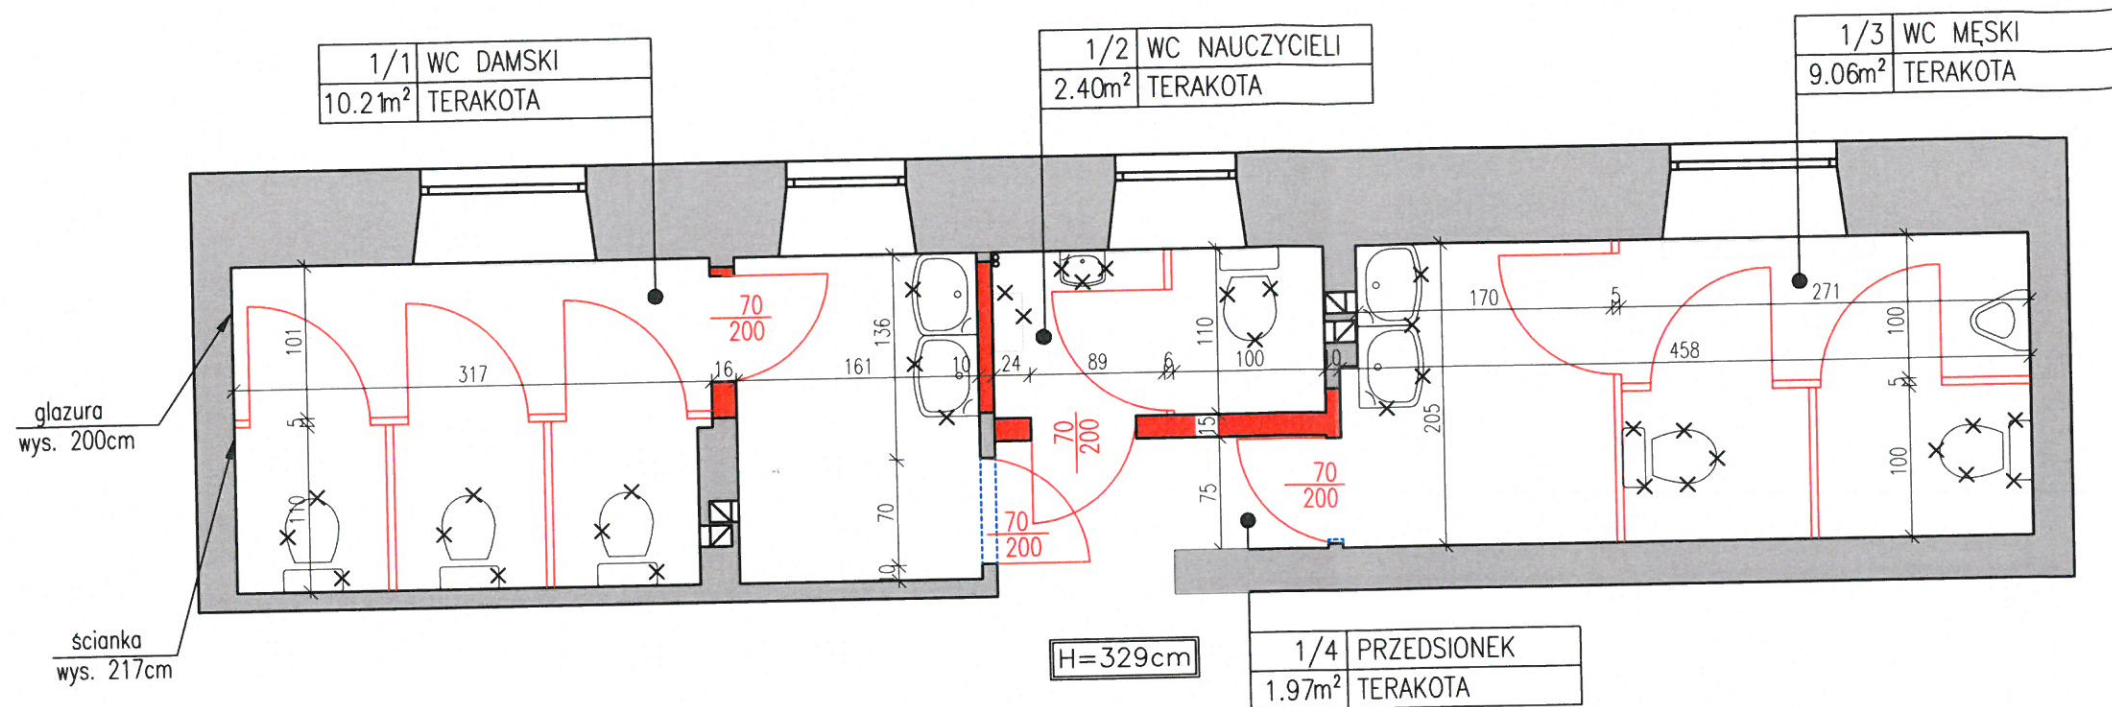 1/1 WC DAMSKI
10.21m² TERAKOTA
1/2 WC NAUCZYCIELI
2.40m² TERAKOTA
1/3 WC MĘSKI
9.06m² TERAKOTA
70
200
136
110
170
5
271
100
101
317
16
161
10
24
89
6
100
10
458
5
5
glazura
wys. 200cm
70
200
15
205
110
70
75
70
200
100
70
200
10
ścianka
wys. 217cm
H=329cm
1/4 PRZEDSIONEK
1.97m² TERAKOTA